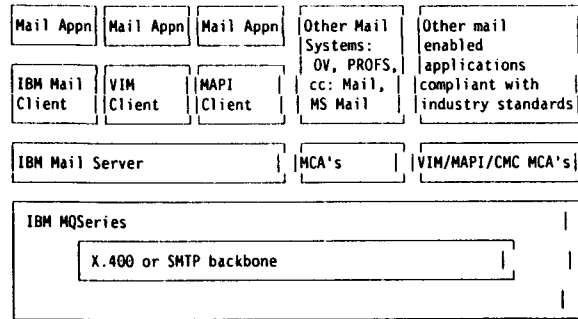 Mail Appn Mail Appn Mail Appn
Other Mail
Systems:
OV, PROFS,
cc: Mail,
MS Mail
Other mail
enabled
applications
compliant with
industry standards
IBM Mail
Client
VIM
Client
MAPI
Client
IBM Mail Server
MCA's
VIM/MAPI/CMC MCA's
IBM MQSeries
X.400 or SMTP backbone